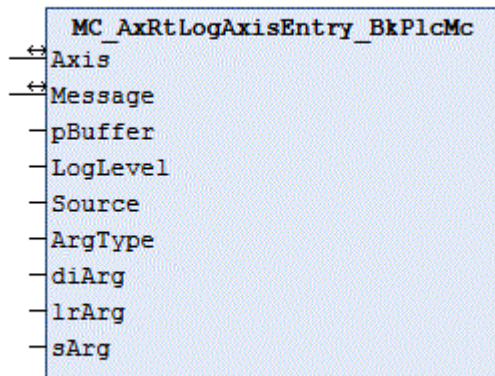 MC_AxRtLogAxisEntry_BkPlcMc
Axis
Message
pBuffer
LogLevel
Source
ArgType
diArg
lrArg
sArg